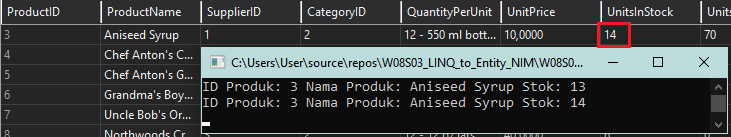 ProductID ProductName SupplierID CategoryID QuantityPerUnit UnitPrice UnitsInStock Units
3 Aniseed Syrup 1 2 12 - 550 ml bott... 10,0000 14 70
4 Chef Anton's C...
C:\Users\User\source\repos\W08S03_LINQ_to_Entity_NIM\W08S0...
5 Chef Anton's G...
ID Produk: 3 Nama Produk: Aniseed Syrup Stok: 13
6 Grandma's Boy...
ID Produk: 3 Nama Produk: Aniseed Syrup Stok: 14
7 Uncle Bob's Or...
8 Northwoods Cr...